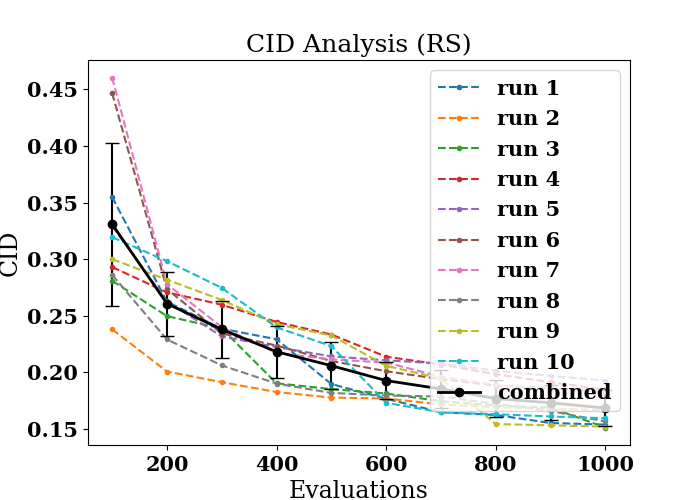 CID Analysis (RS)
0.45
0.40
0.35
0.30
0.25
0.20
0.15
CID
200
400
600
800
1000
Evaluations
run 1
run 2
run 3
run 4
run 5
run 6
run 7
run 8
run 9
run 10
combined